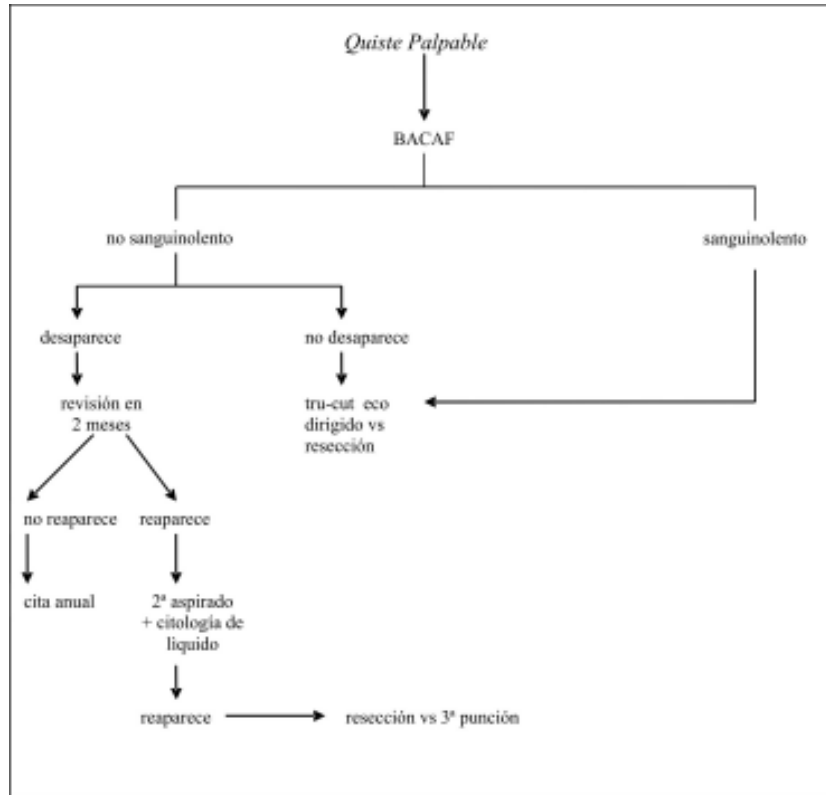 Quiste Palpable
BACAF
no sanguinolento
sanguinolento
desaparece
no desaparece
revisión en
2 meses
tru-cut eco
dirigido vs
resección
no reaparece
reaparece
cita anual
2ª aspirado
+ citología de
liquido
reaparece
resección vs 3ª punción